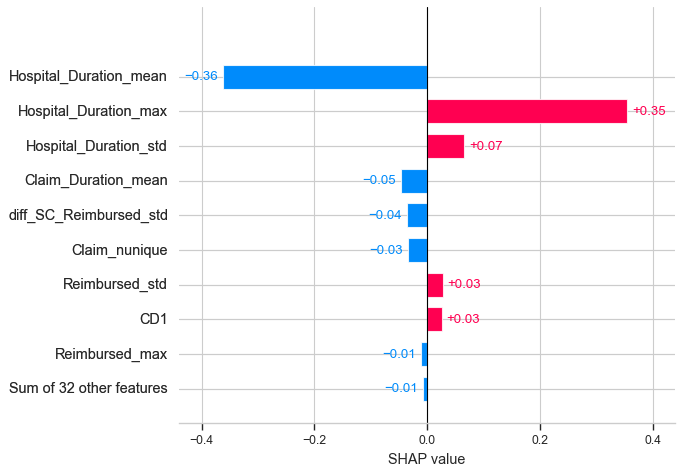 Hospital_Duration_mean −0.36
Hospital_Duration_max +0.35
Hospital_Duration_std +0.07
Claim_Duration_mean −0.05
diff_SC_Reimbursed_std −0.04
Claim_nunique −0.03
Reimbursed_std +0.03
CD1 +0.03
Reimbursed_max −0.01
Sum of 32 other features −0.01
−0.4 −0.2 0.0 0.2 0.4
SHAP value